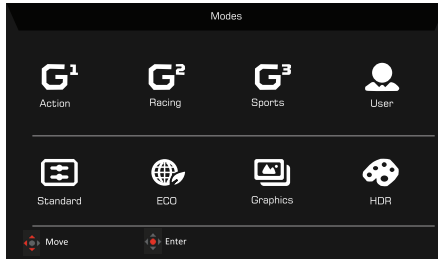 Modes
G¹ G² G³
Action Racing Sports User
Standard ECO Graphics HDR
Move Enter